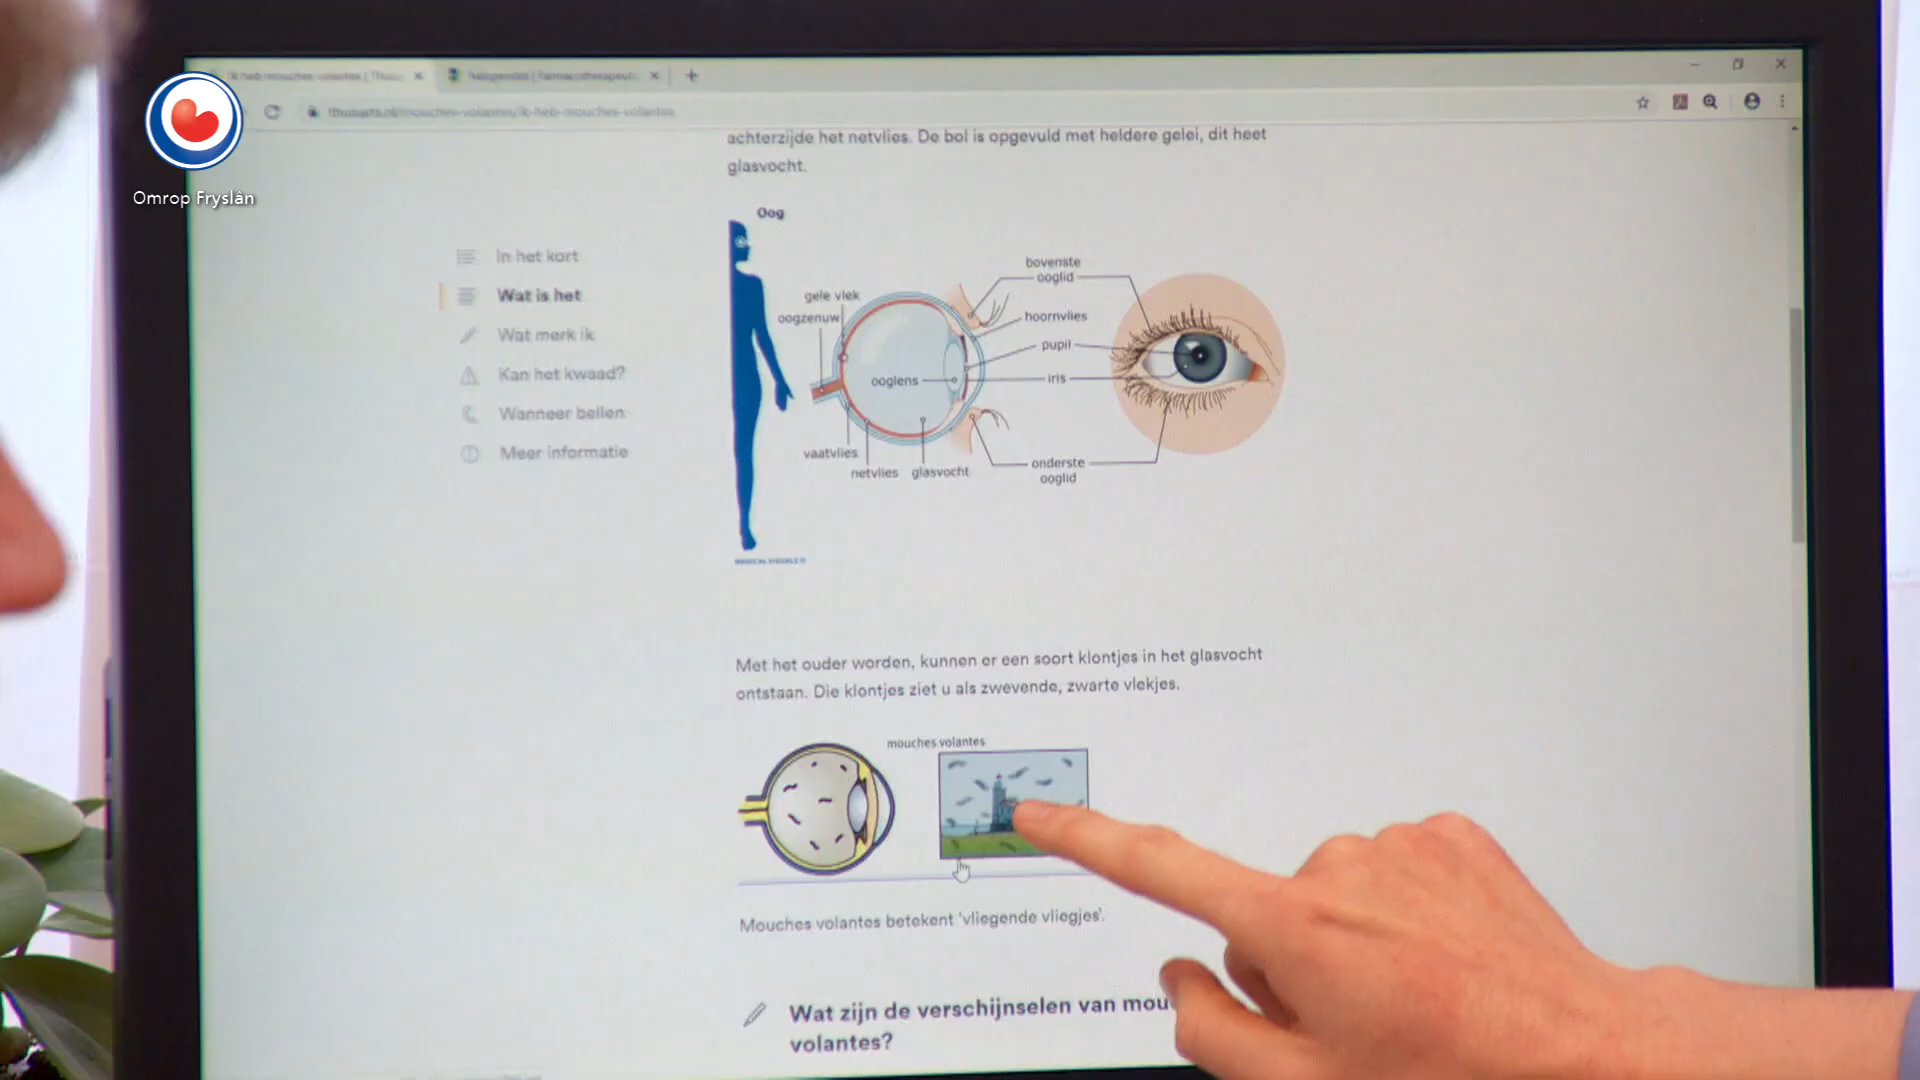 Omrop Fryslân
achterzijde het netvlies. De bol is opgevuld met heldere gelei, dit heet
glasvocht.
In het kort
Wat is het
Wat merk ik
Kan het kwaad?
Wanneer bellen
Meer informatie
Oog
gele vlek
oogzenuw
ooglens
vaatvlies
netvlies
glasvocht
bovenste
ooglid
hoornvlies
pupil
iris
onderste
ooglid
MEDICAL VISUALS ©
Met het ouder worden, kunnen er een soort klontjes in het glasvocht
ontstaan. Die klontjes ziet u als zwevende, zwarte vlekjes.
mouches volantes
Mouches volantes betekent 'vliegende vliegjes'.
Wat zijn de verschijnselen van mou
volantes?